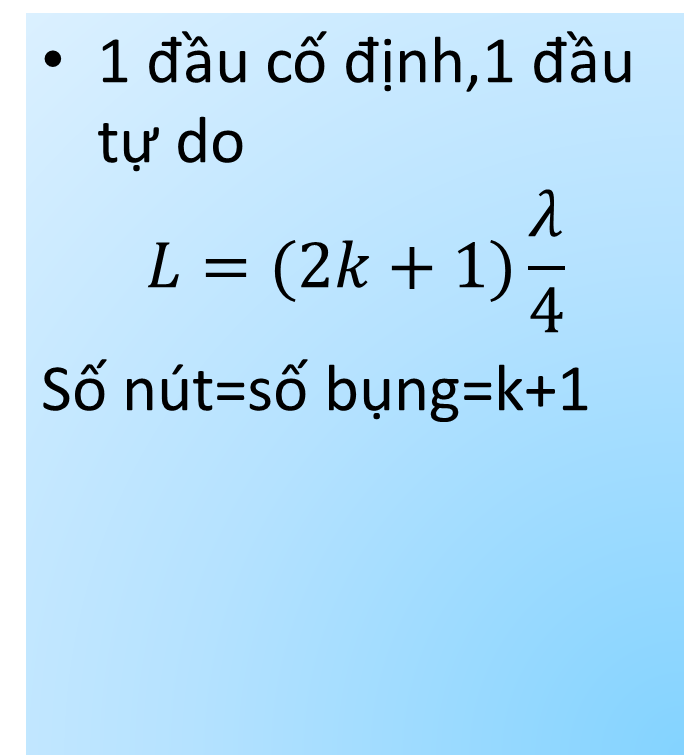 • 1 đầu cố định,1 đầu
tự do
L = (2k + 1) λ/4
Số nút=số bụng=k+1